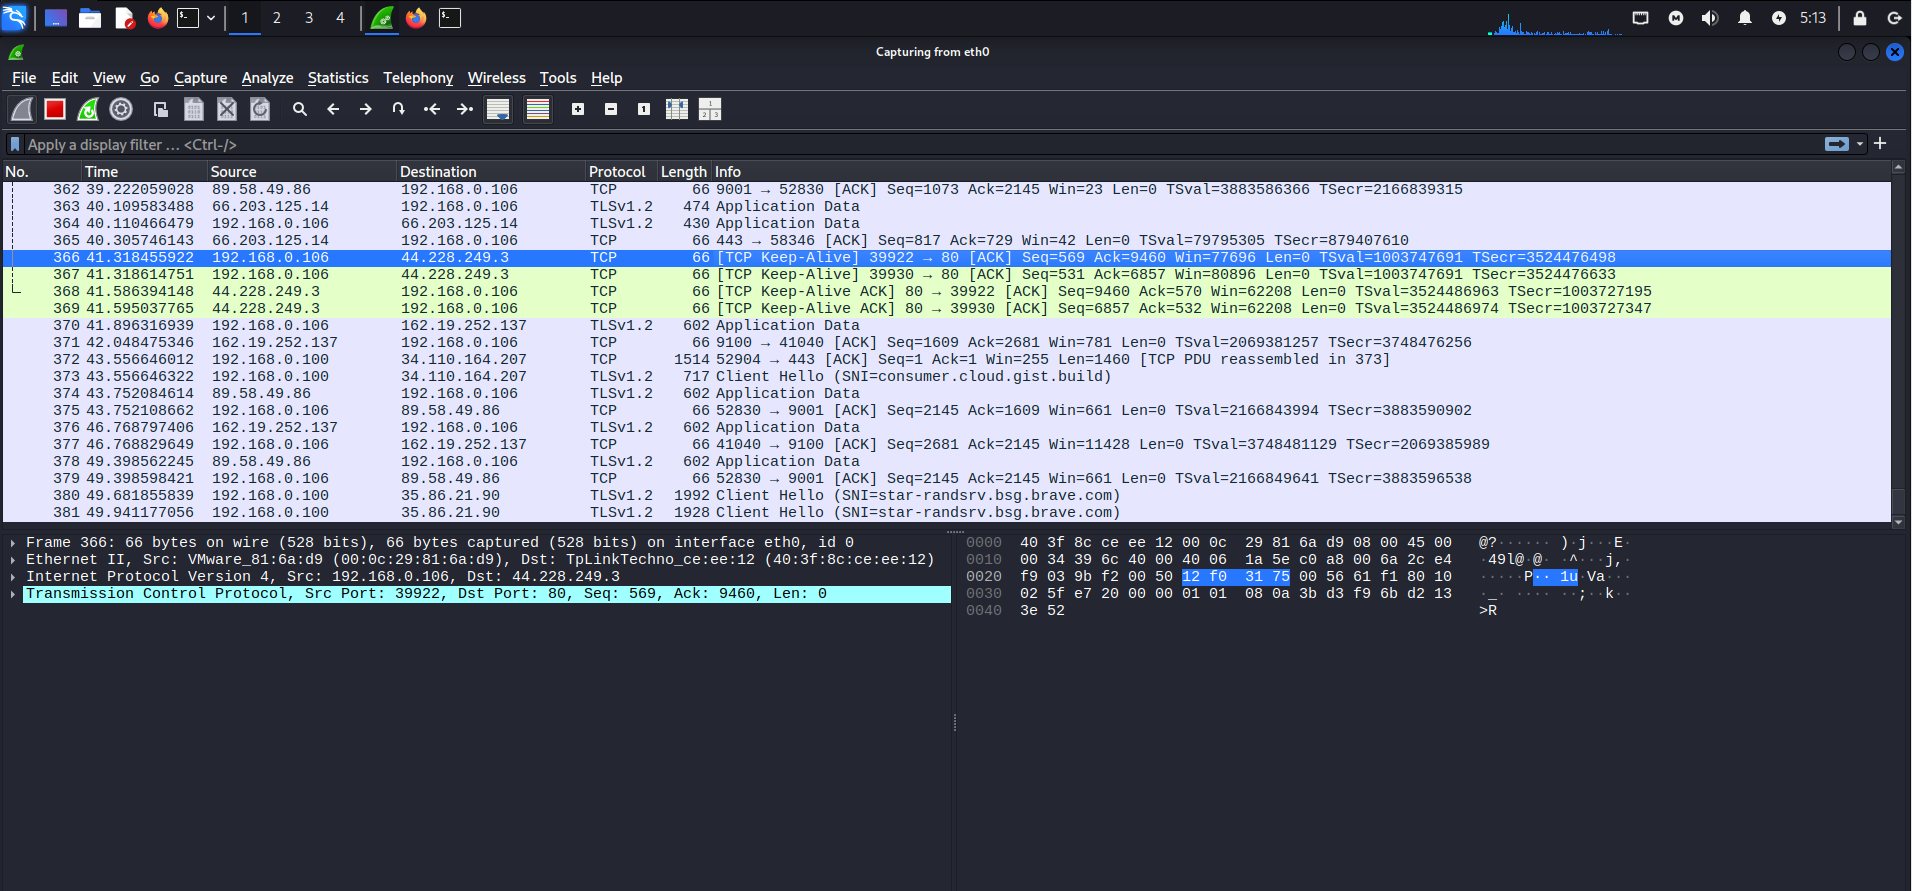 1 2 3 4 5:13
Capturing from eth0
File Edit View Go Capture Analyze Statistics Telephony Wireless Tools Help
Apply a display filter … <Ctrl-/>
No. Time Source Destination Protocol Length Info
362 39.222059028 89.58.49.86 192.168.0.106 TCP 66 9001 → 52830 [ACK] Seq=1073 Ack=2145 Win=23 Len=0 TSval=3883586366 TSecr=2166839315
363 40.109583488 66.203.125.14 192.168.0.106 TLSv1.2 474 Application Data
364 40.110466479 192.168.0.106 66.203.125.14 TLSv1.2 430 Application Data
365 40.305746143 66.203.125.14 192.168.0.106 TCP 66 443 → 58346 [ACK] Seq=817 Ack=729 Win=42 Len=0 TSval=79795305 TSecr=879407610
366 41.318455922 192.168.0.106 44.228.249.3 TCP 66 [TCP Keep-Alive] 39922 → 80 [ACK] Seq=569 Ack=9460 Win=77696 Len=0 TSval=1003747691 TSecr=3524476498
367 41.318614751 192.168.0.106 44.228.249.3 TCP 66 [TCP Keep-Alive] 39930 → 80 [ACK] Seq=531 Ack=6857 Win=80896 Len=0 TSval=1003747691 TSecr=3524476633
368 41.586394148 44.228.249.3 192.168.0.106 TCP 66 [TCP Keep-Alive ACK] 80 → 39922 [ACK] Seq=9460 Ack=570 Win=62208 Len=0 TSval=3524486963 TSecr=1003727195
369 41.595037765 44.228.249.3 192.168.0.106 TCP 66 [TCP Keep-Alive ACK] 80 → 39930 [ACK] Seq=6857 Ack=532 Win=62208 Len=0 TSval=3524486974 TSecr=1003727347
370 41.896316939 192.168.0.106 162.19.252.137 TLSv1.2 602 Application Data
371 42.048475346 162.19.252.137 192.168.0.106 TCP 66 9100 → 41040 [ACK] Seq=1609 Ack=2681 Win=781 Len=0 TSval=2069381257 TSecr=3748476256
372 43.556646012 192.168.0.100 34.110.164.207 TCP 1514 52904 → 443 [ACK] Seq=1 Ack=1 Win=255 Len=1460 [TCP PDU reassembled in 373]
373 43.556646322 192.168.0.100 34.110.164.207 TLSv1.2 717 Client Hello (SNI=consumer.cloud.gist.build)
374 43.752084614 89.58.49.86 192.168.0.106 TLSv1.2 602 Application Data
375 43.752108662 192.168.0.106 89.58.49.86 TCP 66 52830 → 9001 [ACK] Seq=2145 Ack=1609 Win=661 Len=0 TSval=2166843994 TSecr=3883590902
376 46.768797406 162.19.252.137 192.168.0.106 TLSv1.2 602 Application Data
377 46.768829649 192.168.0.106 162.19.252.137 TCP 66 41040 → 9100 [ACK] Seq=2681 Ack=2145 Win=11428 Len=0 TSval=3748481129 TSecr=2069385989
378 49.398562245 89.58.49.86 192.168.0.106 TLSv1.2 602 Application Data
379 49.398598421 192.168.0.106 89.58.49.86 TCP 66 52830 → 9001 [ACK] Seq=2145 Ack=2145 Win=661 Len=0 TSval=2166849641 TSecr=3883596538
380 49.681855839 192.168.0.100 35.86.21.90 TLSv1.2 1992 Client Hello (SNI=star-randsrv.bsg.brave.com)
381 49.941177056 192.168.0.100 35.86.21.90 TLSv1.2 1928 Client Hello (SNI=star-randsrv.bsg.brave.com)
Frame 366: 66 bytes on wire (528 bits), 66 bytes captured (528 bits) on interface eth0, id 0
Ethernet II, Src: VMware_81:6a:d9 (00:0c:29:81:6a:d9), Dst: TpLinkTechno_ce:ee:12 (40:3f:8c:ce:ee:12)
Internet Protocol Version 4, Src: 192.168.0.106, Dst: 44.228.249.3
Transmission Control Protocol, Src Port: 39922, Dst Port: 80, Seq: 569, Ack: 9460, Len: 0
0000 40 3f 8c ce ee 12 00 0c 29 81 6a d9 08 00 45 00 @?······ )·j···E·
0010 00 34 39 6c 40 00 40 06 1a 5e c0 a8 00 6a 2c e4 ·49l@·@· ·^···j,·
0020 f9 03 9b f2 00 50 12 f0 31 75 00 56 61 f1 80 10 ·····P·· 1u·Va···
0030 02 5f e7 20 00 00 01 01 08 0a 3b d3 f9 6b d2 13 ·_· ···· ··;··k··
0040 3e 52 >R